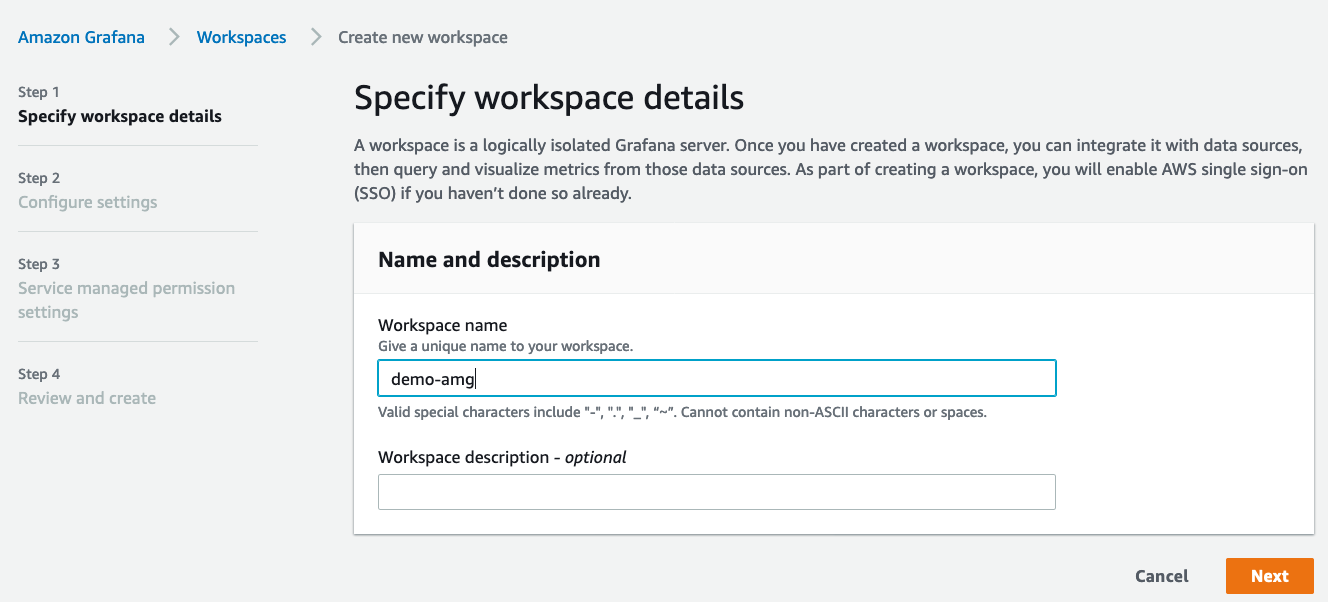 Amazon Grafana > Workspaces > Create new workspace
Step 1
Specify workspace details
Step 2
Configure settings
Step 3
Service managed permission
settings
Step 4
Review and create
Specify workspace details
A workspace is a logically isolated Grafana server. Once you have created a workspace, you can integrate it with data sources,
then query and visualize metrics from those data sources. As part of creating a workspace, you will enable AWS single sign-on
(SSO) if you haven’t done so already.
Name and description
Workspace name
Give a unique name to your workspace.
demo-amg
Valid special characters include "-", ".", "_", “~”. Cannot contain non-ASCII characters or spaces.
Workspace description - optional
Cancel
Next